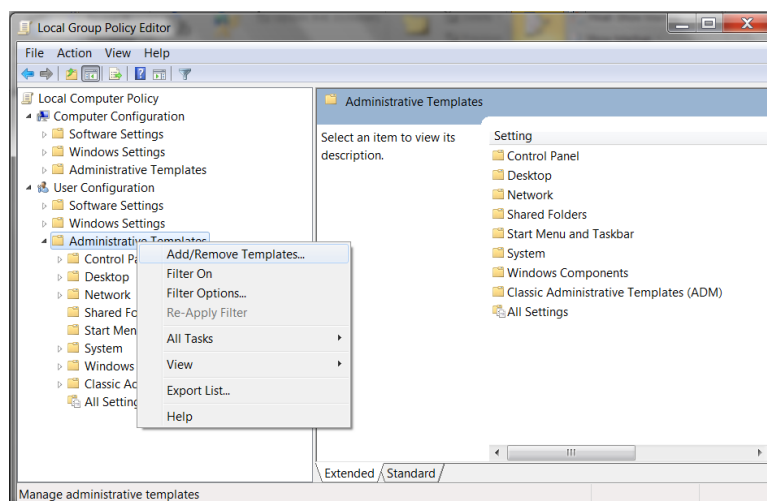 Local Group Policy Editor
File Action View Help
Local Computer Policy
Computer Configuration
Software Settings
Windows Settings
Administrative Templates
User Configuration
Software Settings
Windows Settings
Administrative Templates
Control Pa
Desktop
Network
Shared Fo
Start Men
System
Windows
Classic Ad
All Setting
Add/Remove Templates...
Filter On
Filter Options...
Re-Apply Filter
All Tasks
View
Export List...
Help
Administrative Templates
Select an item to view its
description.
Setting
Control Panel
Desktop
Network
Shared Folders
Start Menu and Taskbar
System
Windows Components
Classic Administrative Templates (ADM)
All Settings
Extended Standard
Manage administrative templates